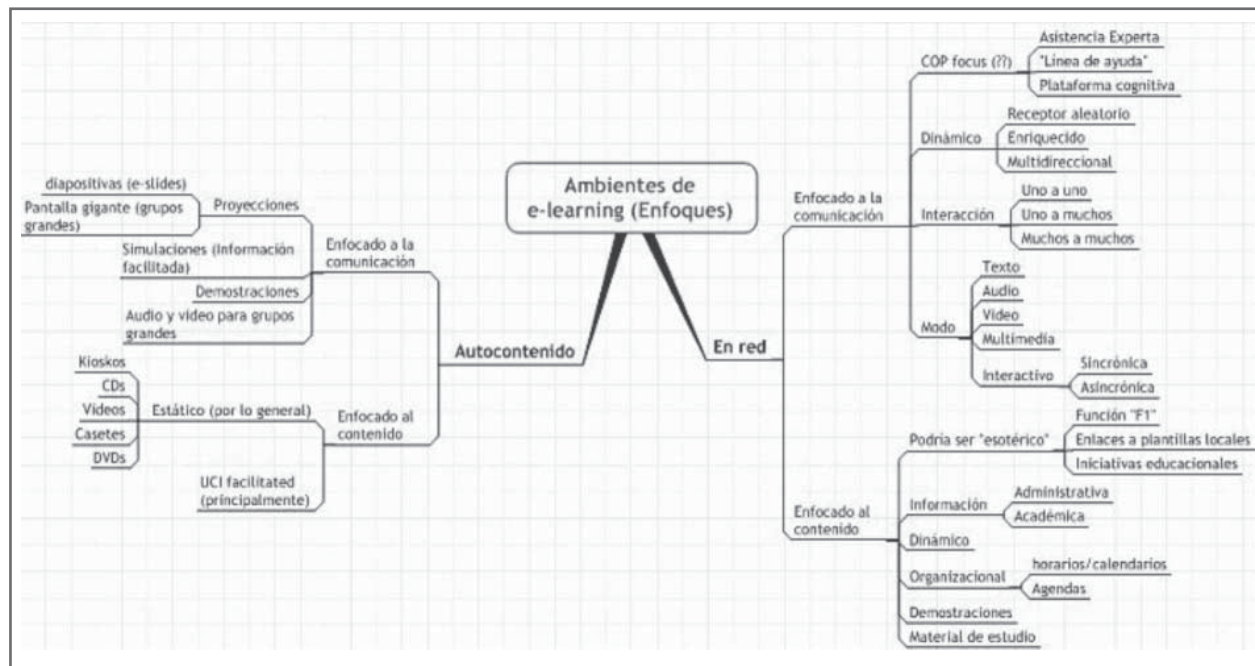 Ambientes de
e-learning (Enfoques)
Autocontenido
Enfocado a la
comunicación
Proyecciones
diapositivas (e-slides)
Pantalla gigante (grupos
grandes)
Simulaciones (Información
facilitada)
Demostraciones
Audio y vídeo para grupos
grandes
Enfocado al
contenido
Estático (por lo general)
Kioskos
CDs
Vídeos
Casetes
DVDs
UCI facilitated
(principalmente)
En red
Enfocado a la
comunicación
COP focus (??)
Asistencia Experta
"Línea de ayuda"
Plataforma cognitiva
Dinámico
Receptor aleatorio
Enriquecido
Multidireccional
Interacción
Uno a uno
Uno a muchos
Muchos a muchos
Modo
Texto
Audio
Vídeo
Multimedia
Interactivo
Sincrónica
Asincrónica
Enfocado al
contenido
Podría ser "esotérico"
Función "F1"
Enlaces a plantillas locales
Iniciativas educacionales
Información
Administrativa
Académica
Dinámico
Organizacional
horarios/calendarios
Agendas
Demostraciones
Material de estudio